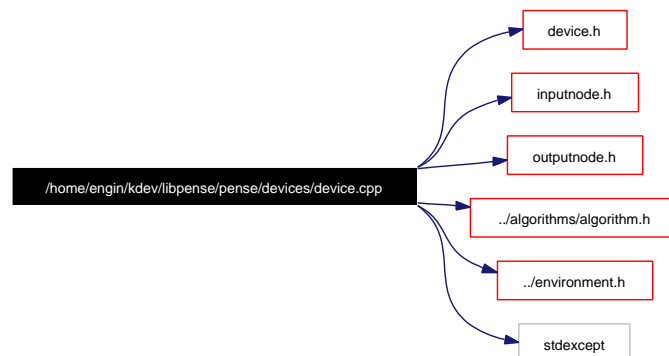 device.h
inputnode.h
outputnode.h
/home/engin/kdev/libpense/pense/devices/device.cpp
../algorithms/algorithm.h
../environment.h
stdexcept